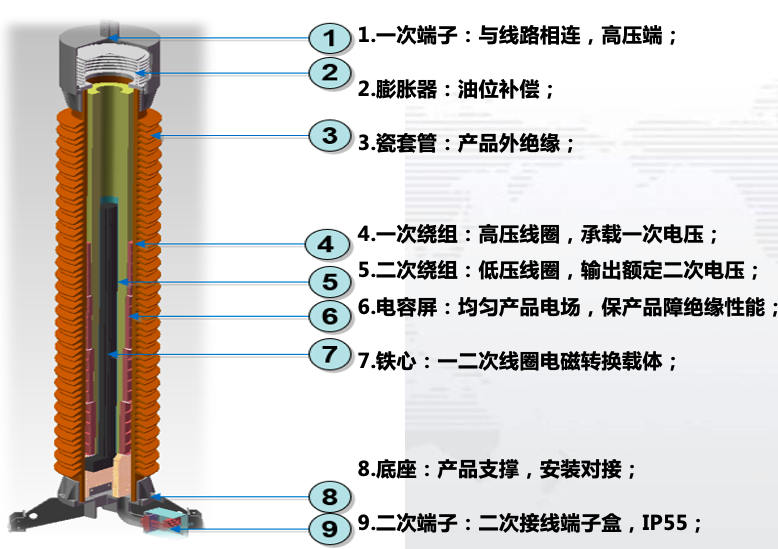 1 1.一次端子：与线路相连，高压端；
2 2.膨胀器：油位补偿；
3 3.瓷套管：产品外绝缘；
4 4.一次绕组：高压线圈，承载一次电压；
5 5.二次绕组：低压线圈，输出额定二次电压；
6 6.电容屏：均匀产品电场，保产品障绝缘性能；
7 7.铁心：一二次线圈电磁转换载体；
8 8.底座：产品支撑，安装对接；
9 9.二次端子：二次接线端子盒，IP55；